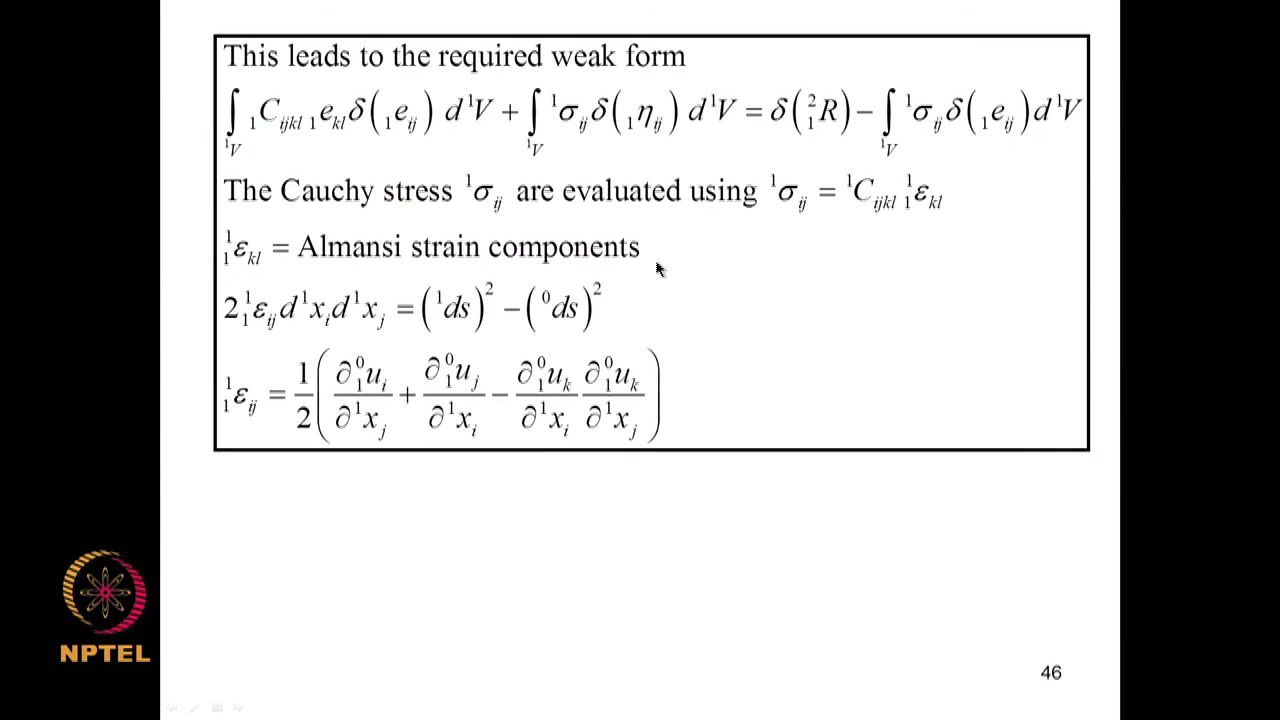 This leads to the required weak form
∫_{¹V} ₁C_{ijkl} ₁e_{kl} δ(₁e_{ij}) d¹V + ∫_{¹V} ¹σ_{ij} δ(₁η_{ij}) d¹V = δ(²₁R) − ∫_{¹V} ¹σ_{ij} δ(₁e_{ij}) d¹V
The Cauchy stress ¹σ_{ij} are evaluated using ¹σ_{ij} = ¹C_{ijkl} ¹₁ε_{kl}
¹₁ε_{kl} = Almansi strain components
2 ¹₁ε_{ij} d¹x_i d¹x_j = (¹ds)² − (⁰ds)²
¹₁ε_{ij} = 1/2 (∂⁰₁u_i/∂¹x_j + ∂⁰₁u_j/∂¹x_i − ∂⁰₁u_k/∂¹x_i ∂⁰₁u_k/∂¹x_j)
NPTEL
46